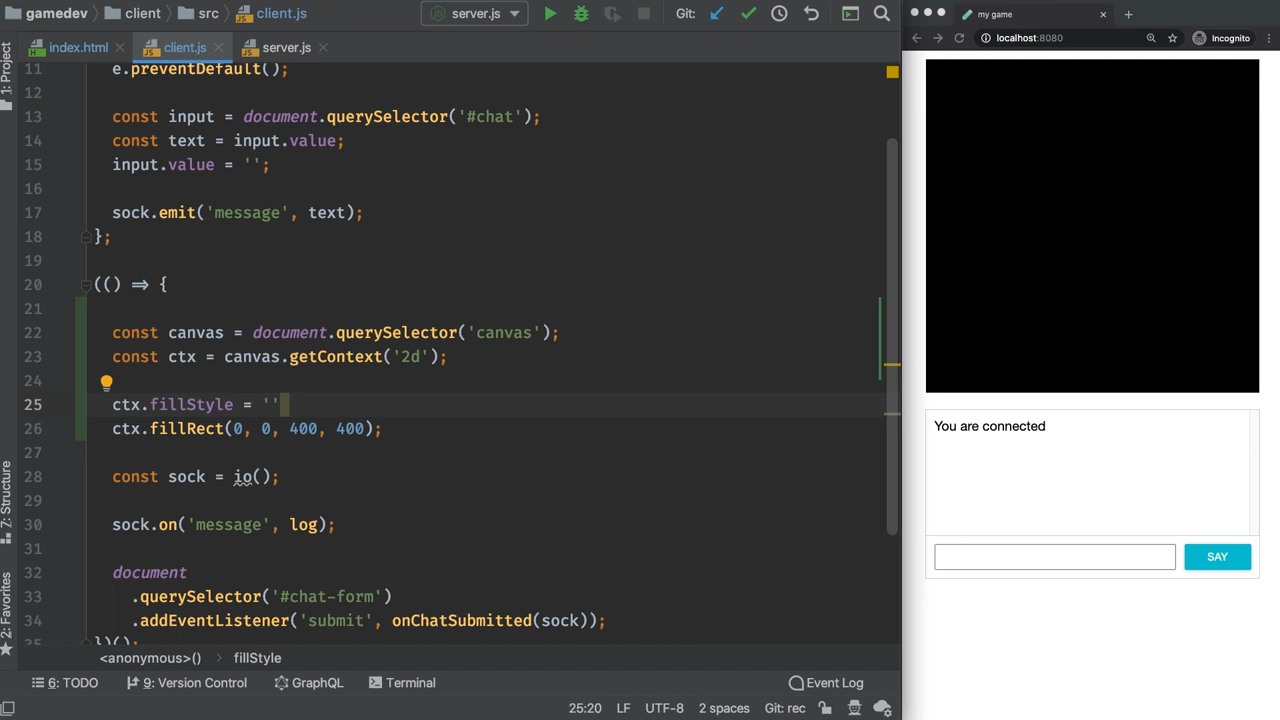 gamedev client src client.js server.js Git:
index.html client.js server.js
1: Project
7: Structure
2: Favorites
11 e.preventDefault();
12
13 const input = document.querySelector('#chat');
14 const text = input.value;
15 input.value = '';
16
17 sock.emit('message', text);
18 };
19
20 (() ⇒ {
21
22 const canvas = document.querySelector('canvas');
23 const ctx = canvas.getContext('2d');
24
25 ctx.fillStyle = ''
26 ctx.fillRect(0, 0, 400, 400);
27
28 const sock = io();
29
30 sock.on('message', log);
31
32 document
33 .querySelector('#chat-form')
34 .addEventListener('submit', onChatSubmitted(sock));
35 })();
<anonymous>() fillStyle
6: TODO 9: Version Control GraphQL Terminal Event Log
25:20 LF UTF-8 2 spaces Git: rec
my game
localhost:8080 Incognito
You are connected
SAY